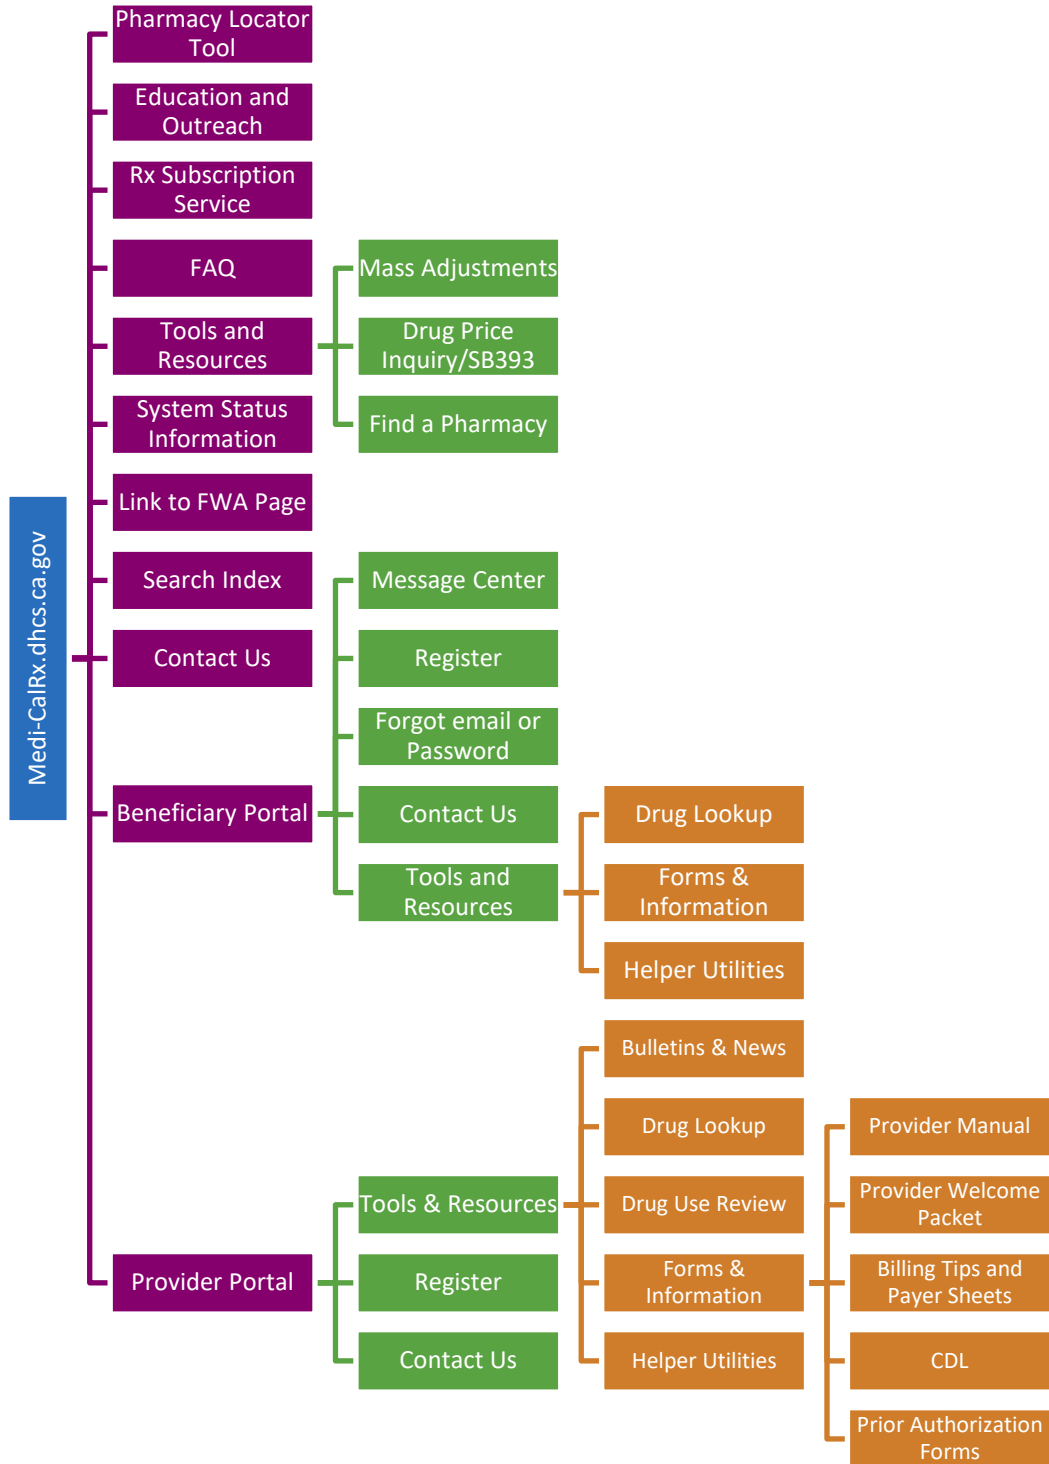 Medi-CalRx.dhcs.ca.gov
Pharmacy Locator
Tool
Education and
Outreach
Rx Subscription
Service
FAQ
Tools and
Resources
Mass Adjustments
Drug Price
Inquiry/SB393
Find a Pharmacy
System Status
Information
Link to FWA Page
Search Index
Contact Us
Beneficiary Portal
Message Center
Register
Forgot email or
Password
Contact Us
Tools and
Resources
Drug Lookup
Forms &
Information
Helper Utilities
Provider Portal
Tools & Resources
Bulletins & News
Drug Lookup
Drug Use Review
Forms &
Information
Provider Manual
Provider Welcome
Packet
Billing Tips and
Payer Sheets
CDL
Prior Authorization
Forms
Helper Utilities
Register
Contact Us